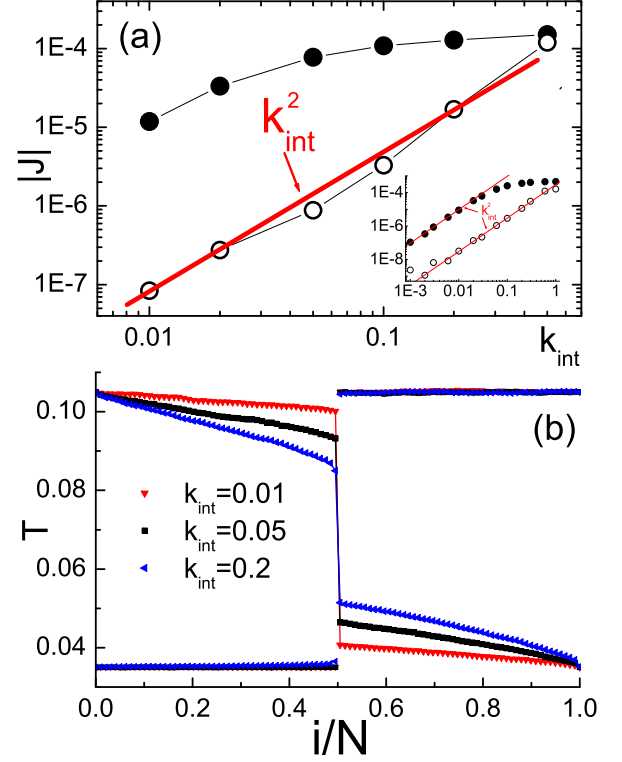 (a)
1E-4
1E-5
1E-6
1E-7
|J|
k²int
1E-4
1E-6
1E-8
k²int
1E-3 0.01 0.1 1
0.01 0.1 kint
(b)
0.10
0.08
0.06
0.04
T
kint=0.01
kint=0.05
kint=0.2
0.0 0.2 0.4 0.6 0.8 1.0
i/N